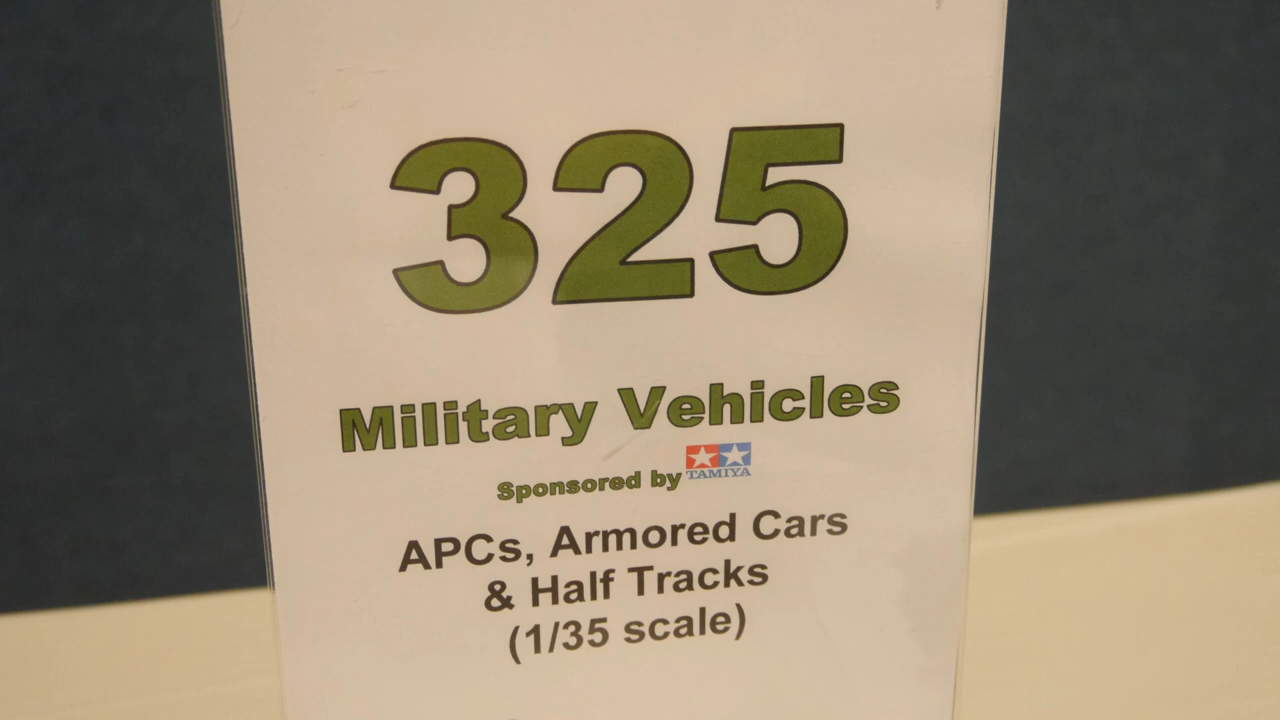 325
Military Vehicles
Sponsored by TAMIYA
APCs, Armored Cars
& Half Tracks
(1/35 scale)